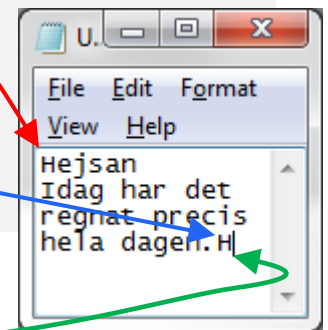 U..
File Edit Format
View Help
Hejsan
Idag har det
regnat precis
hela dagen.H